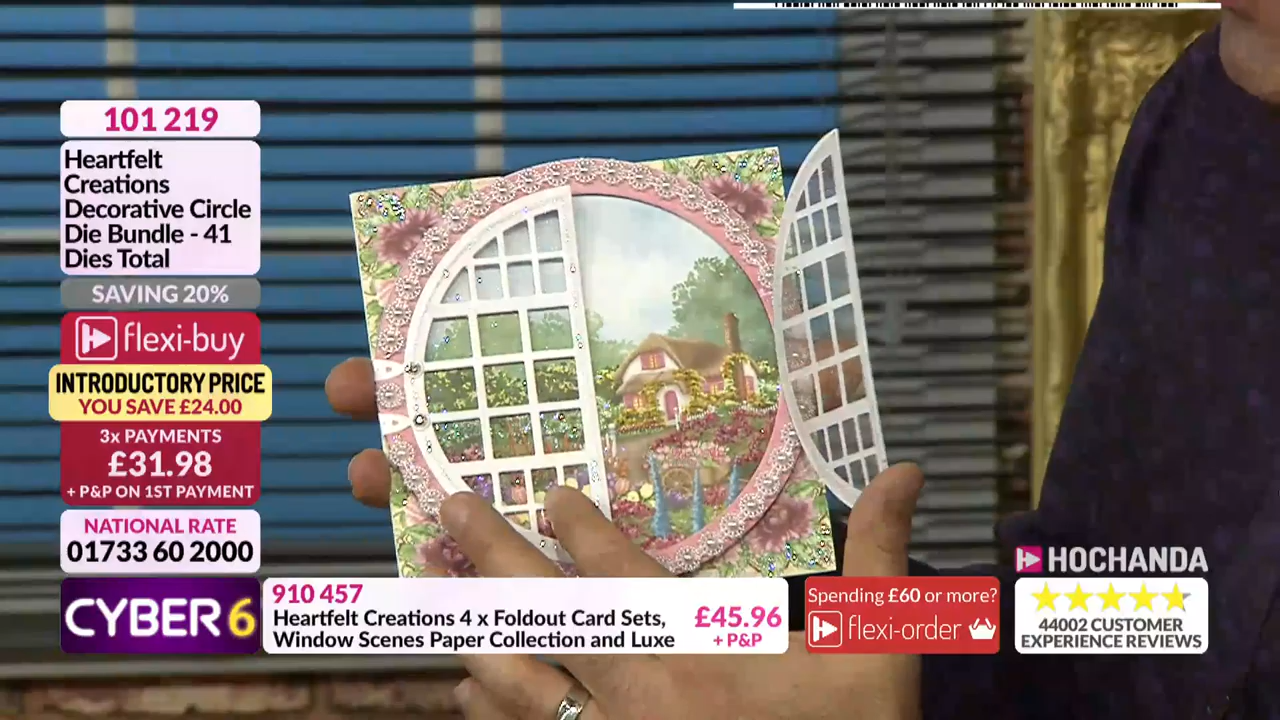 101 219
Heartfelt
Creations
Decorative Circle
Die Bundle - 41
Dies Total
SAVING 20%
flexi-buy
INTRODUCTORY PRICE
YOU SAVE £24.00
3x PAYMENTS
£31.98
+ P&P ON 1ST PAYMENT
NATIONAL RATE
01733 60 2000
CYBER 6
910 457
Heartfelt Creations 4 x Foldout Card Sets,
Window Scenes Paper Collection and Luxe
£45.96
+ P&P
Spending £60 or more?
flexi-order
HOCHANDA
44002 CUSTOMER
EXPERIENCE REVIEWS